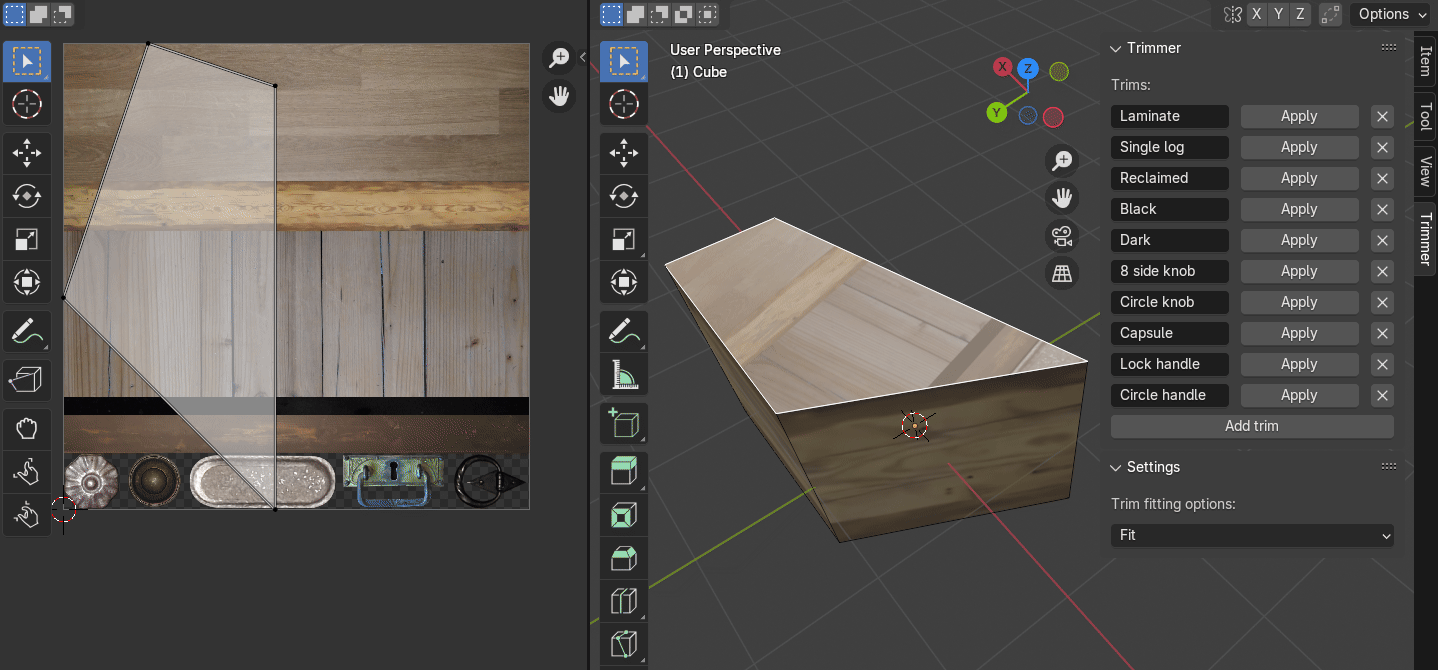 X Y Z Options
User Perspective
(1) Cube
X
Z
Y
Trimmer
Trims:
Laminate Apply
Single log Apply
Reclaimed Apply
Black Apply
Dark Apply
8 side knob Apply
Circle knob Apply
Capsule Apply
Lock handle Apply
Circle handle Apply
Add trim
Settings
Trim fitting options:
Fit
Item
Tool
View
Trimmer